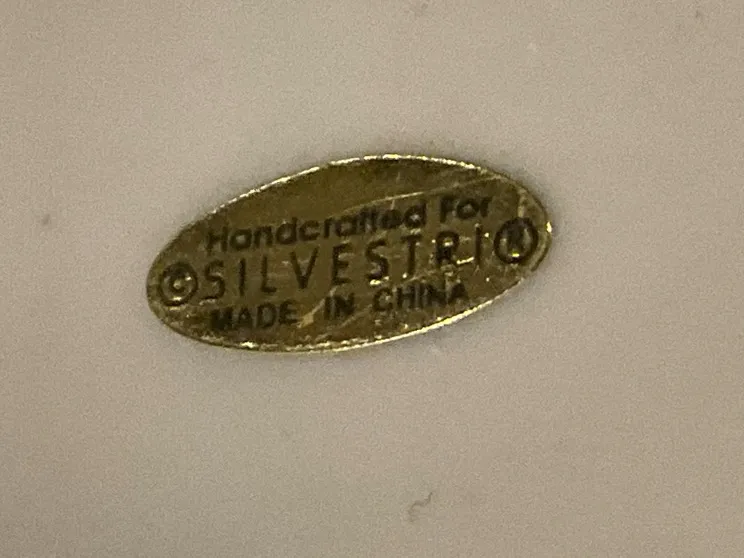 Handcrafted For
©SILVESTRI®
MADE IN CHINA